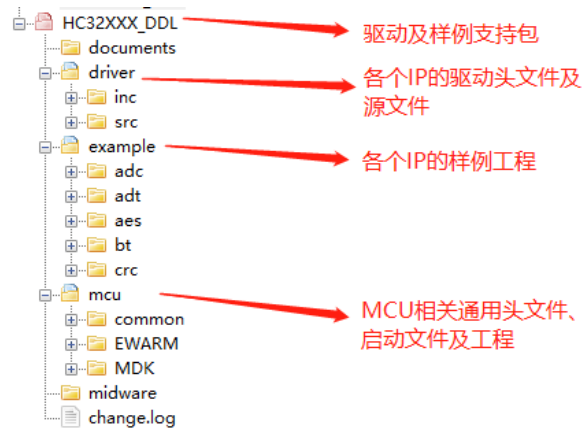 HC32XXX_DDL
驱动及样例支持包
documents
driver
各个IP的驱动头文件及
源文件
inc
src
example
各个IP的样例工程
adc
adt
aes
bt
crc
mcu
MCU相关通用头文件、
启动文件及工程
common
EWARM
MDK
midware
change.log